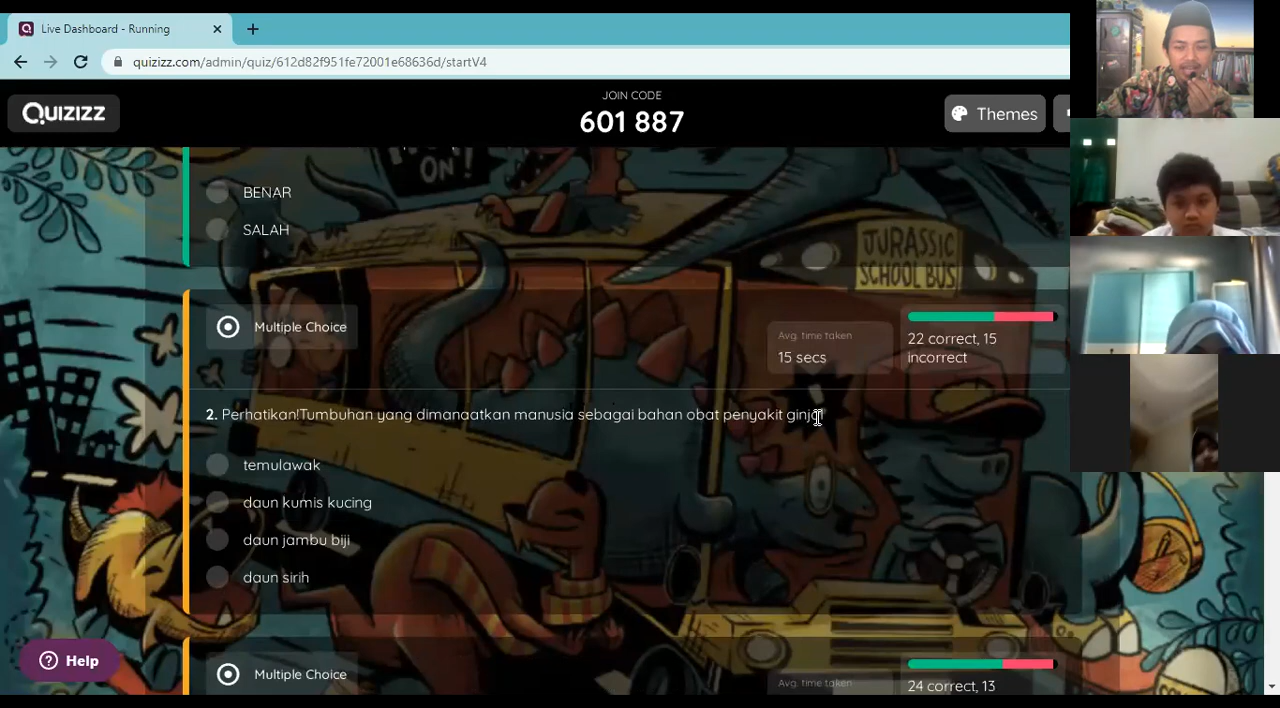 Live Dashboard - Running
quizizz.com/admin/quiz/612d82f951fe72001e68636d/startV4
QUIZIZZ
JOIN CODE
601 887
Themes
ON!
BENAR
SALAH
JURASSIC
SCHOOL BUS
Multiple Choice
Avg. time taken
15 secs
22 correct, 15
incorrect
2. Perhatikan!Tumbuhan yang dimanaatkan manusia sebagai bahan obat penyakit
temulawak
daun kumis kucing
daun jambu biji
daun sirih
Help
Multiple Choice
Avg. time taken
24 correct, 13